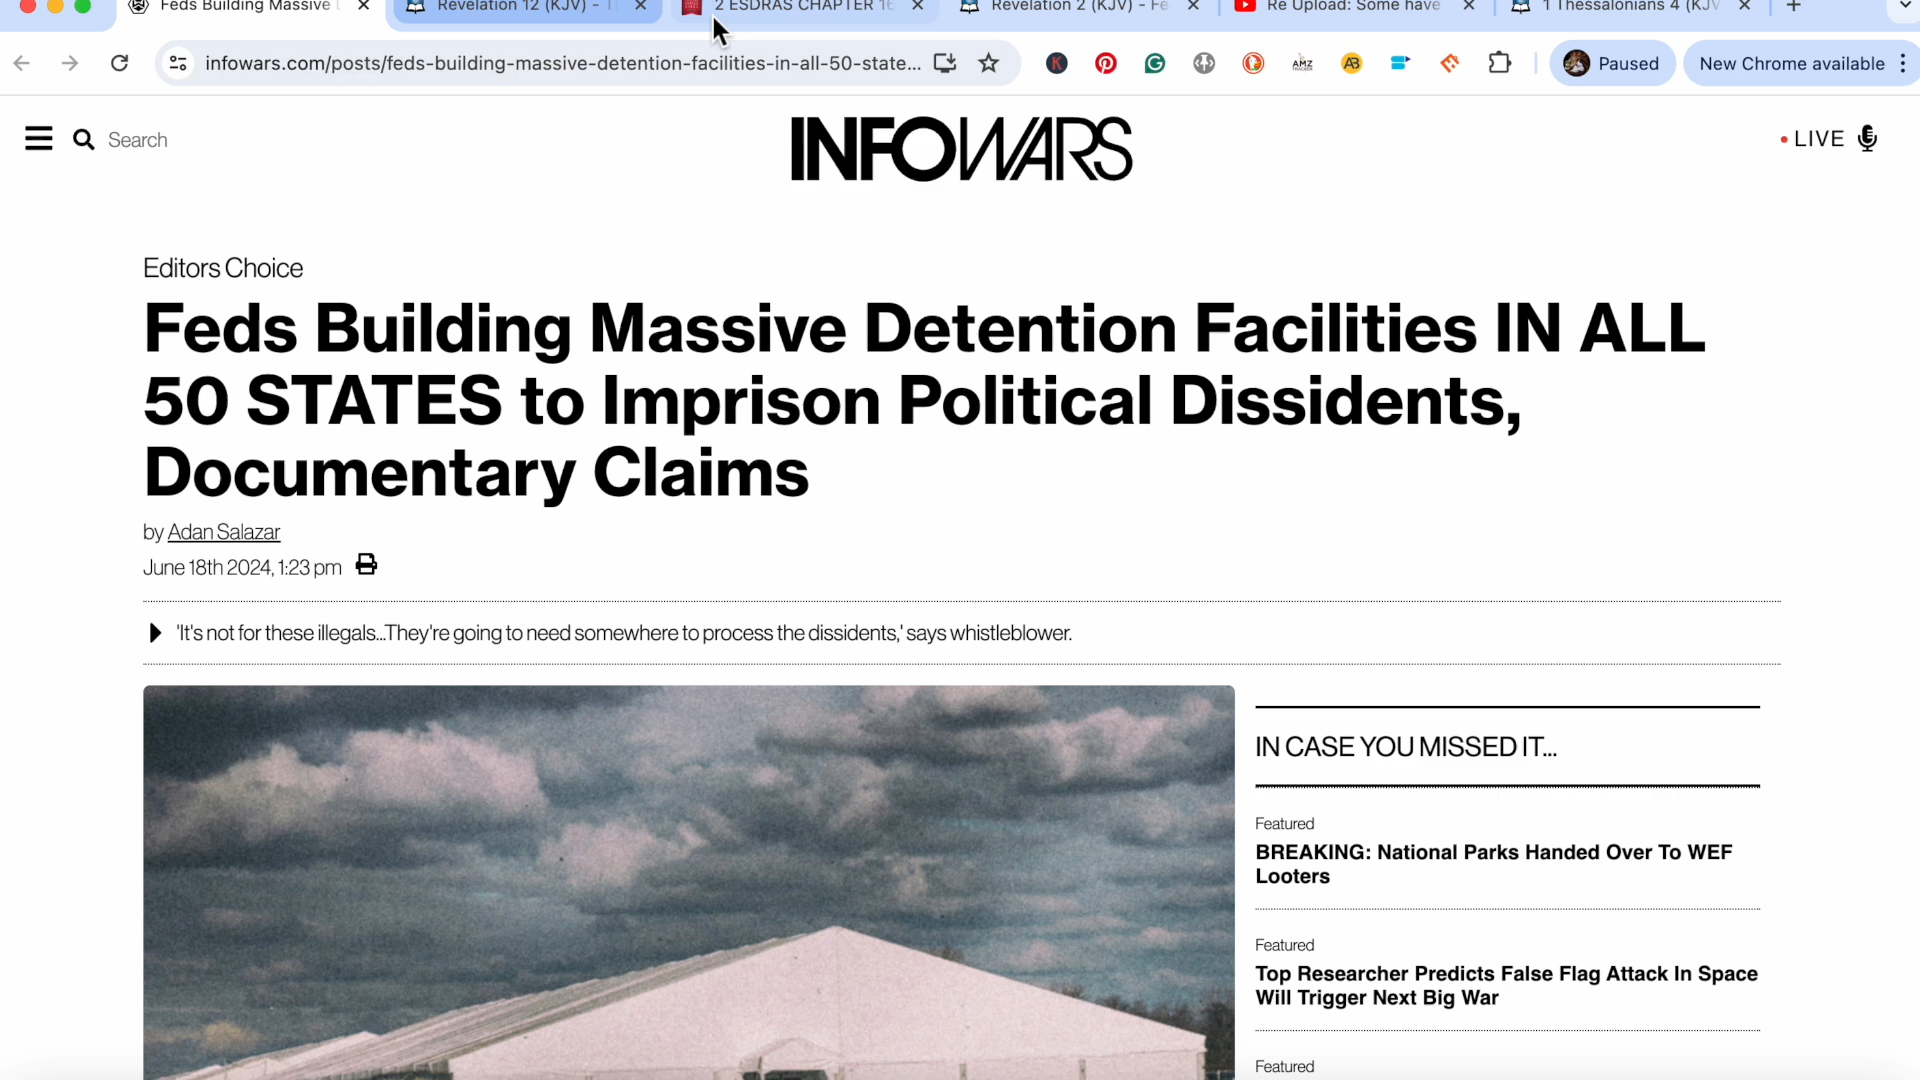 Feds Building Massive
Revelation 12 (KJV) - T
2 ESDRAS CHAPTER 16
Revelation 2 (KJV) - Fe
Re Upload: Some have
1 Thessalonians 4 (KJV
infowars.com/posts/feds-building-massive-detention-facilities-in-all-50-state...
K
G
AMZ
AB
Paused
New Chrome available
Search
INFOWARS
LIVE
Editors Choice
Feds Building Massive Detention Facilities IN ALL
50 STATES to Imprison Political Dissidents,
Documentary Claims
by Adan Salazar
June 18th 2024, 1:23 pm
'It's not for these illegals...They're going to need somewhere to process the dissidents,' says whistleblower.
IN CASE YOU MISSED IT...
Featured
BREAKING: National Parks Handed Over To WEF
Looters
Featured
Top Researcher Predicts False Flag Attack In Space
Will Trigger Next Big War
Featured